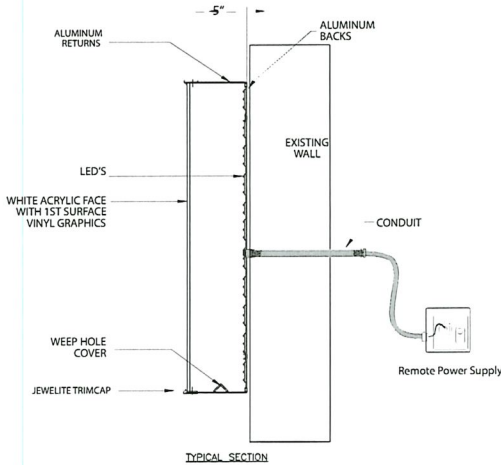 5"
ALUMINUM
RETURNS
ALUMINUM
BACKS
EXISTING
WALL
LED'S
WHITE ACRYLIC FACE
WITH 1ST SURFACE
VINYL GRAPHICS
CONDUIT
WEEP HOLE
COVER
JEWELITE TRIMCAP
Remote Power Supply
TYPICAL SECTION